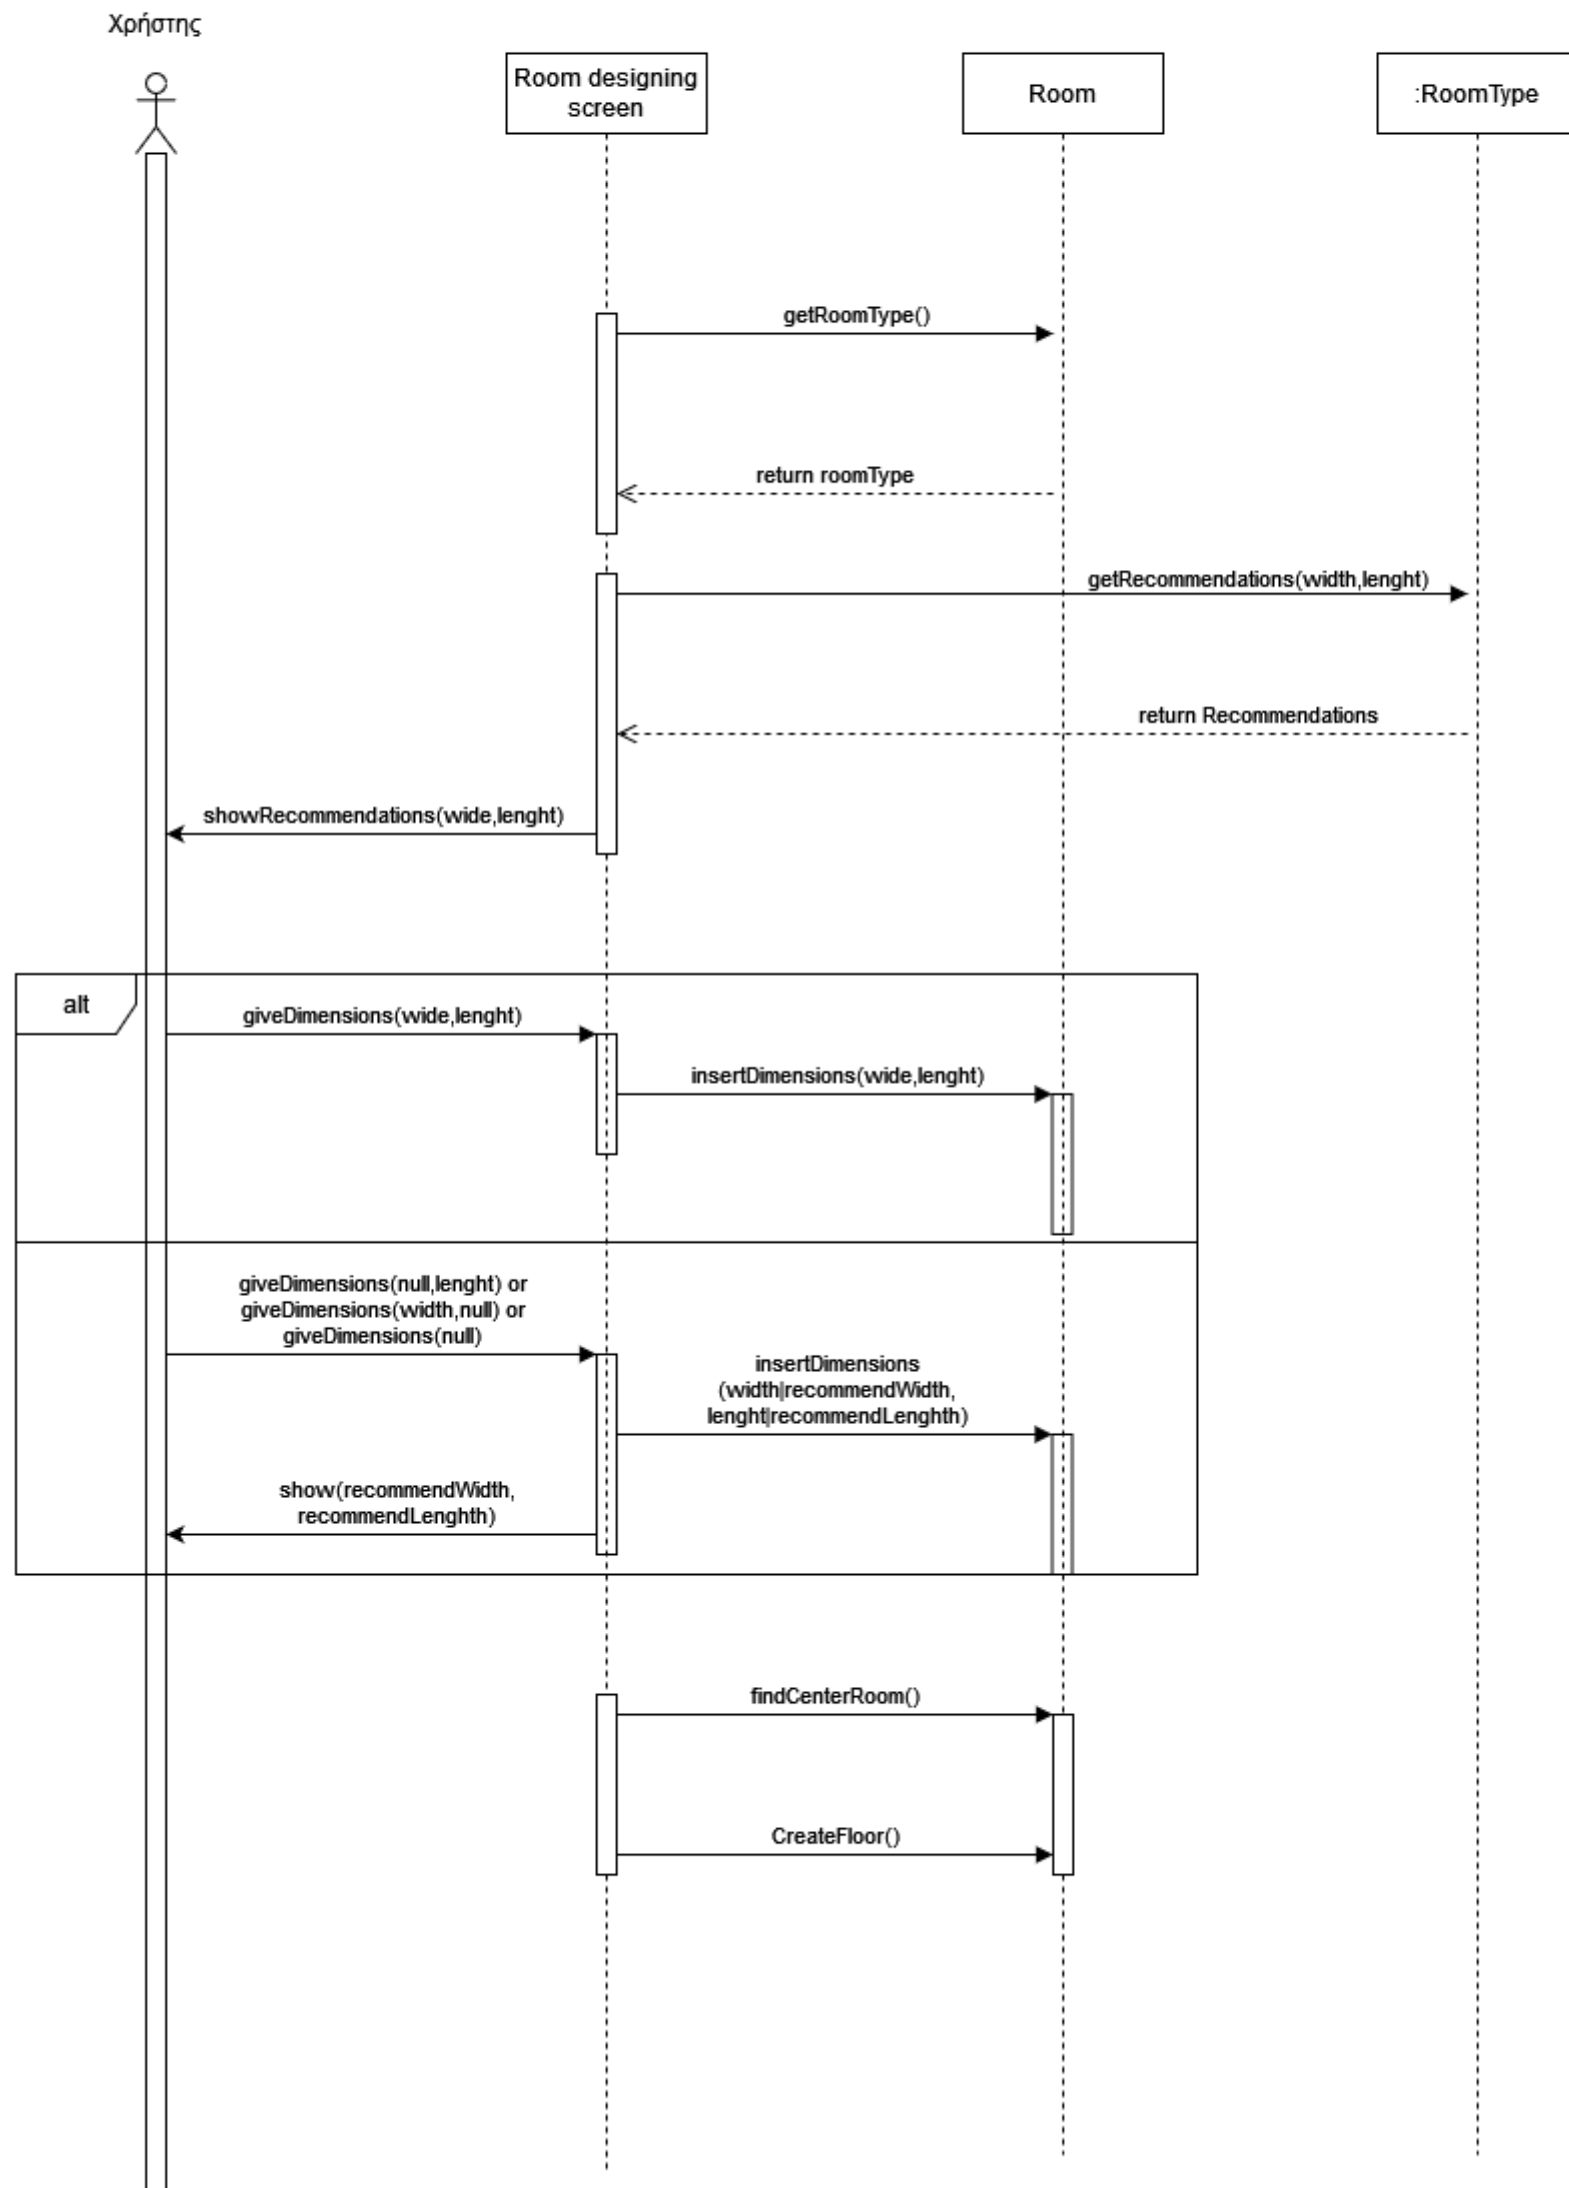 Χρήστης
Room designing
screen
Room
:RoomType
getRoomType()
return roomType
getRecommendations(width,lenght)
return Recommendations
showRecommendations(wide,lenght)
alt
giveDimensions(wide,lenght)
insertDimensions(wide,lenght)
giveDimensions(null,lenght) or
giveDimensions(width,null) or
giveDimensions(null)
insertDimensions
(width|recommendWidth,
lenght|recommendLenghth)
show(recommendWidth,
recommendLenghth)
findCenterRoom()
CreateFloor()